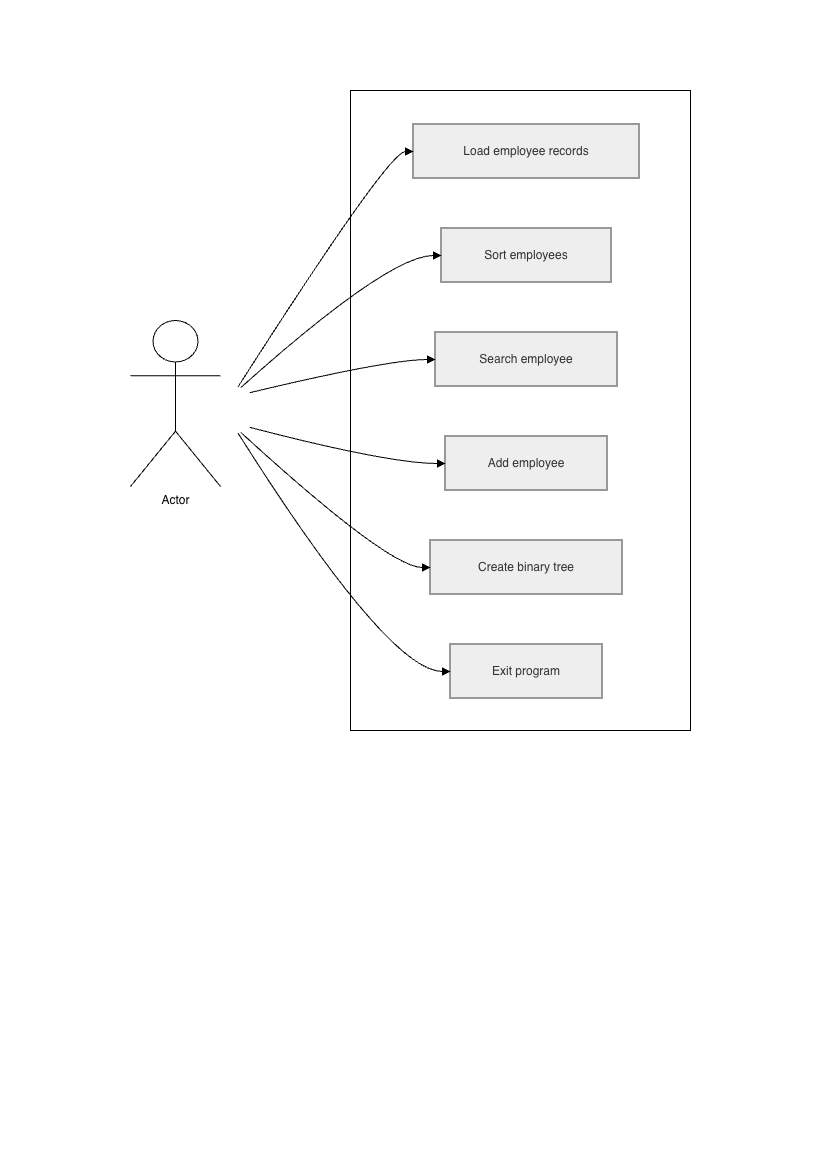 Load employee records
Sort employees
Search employee
Add employee
Actor
Create binary tree
Exit program